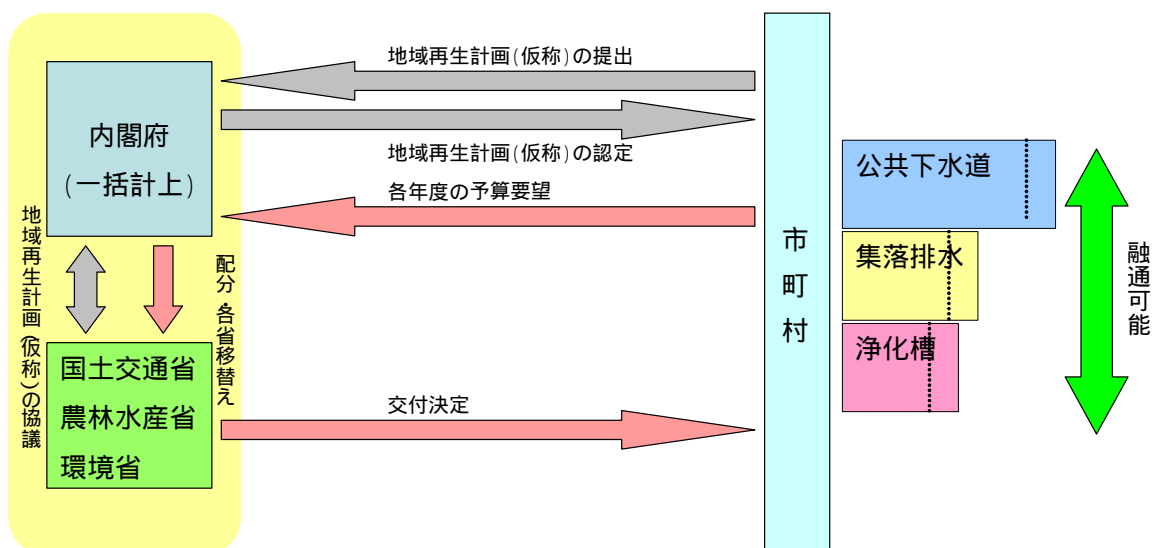 地域再生計画(仮称)の提出
内閣府
(一括計上)
地域再生計画(仮称)の認定
各年度の予算要望
地域再生計画(仮称)の協議
配分・各省移替え
国土交通省
農林水産省
環境省
交付決定
市町村
公共下水道
集落排水
浄化槽
融通可能